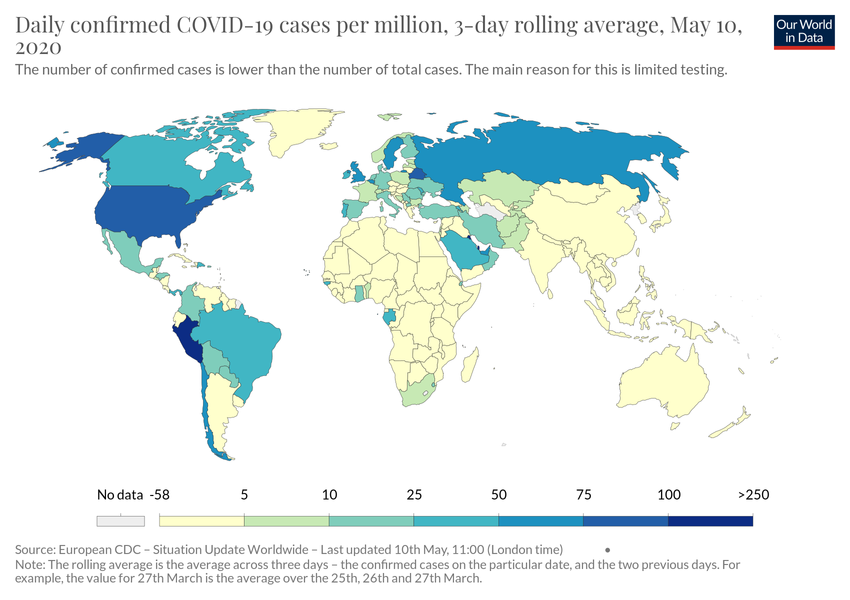 Daily confirmed COVID-19 cases per million, 3-day rolling average, May 10,
2020
Our World
in Data
The number of confirmed cases is lower than the number of total cases. The main reason for this is limited testing.
No data -58 5 10 25 50 75 100 >250
Source: European CDC – Situation Update Worldwide – Last updated 10th May, 11:00 (London time) •
Note: The rolling average is the average across three days – the confirmed cases on the particular date, and the two previous days. For
example, the value for 27th March is the average over the 25th, 26th and 27th March.